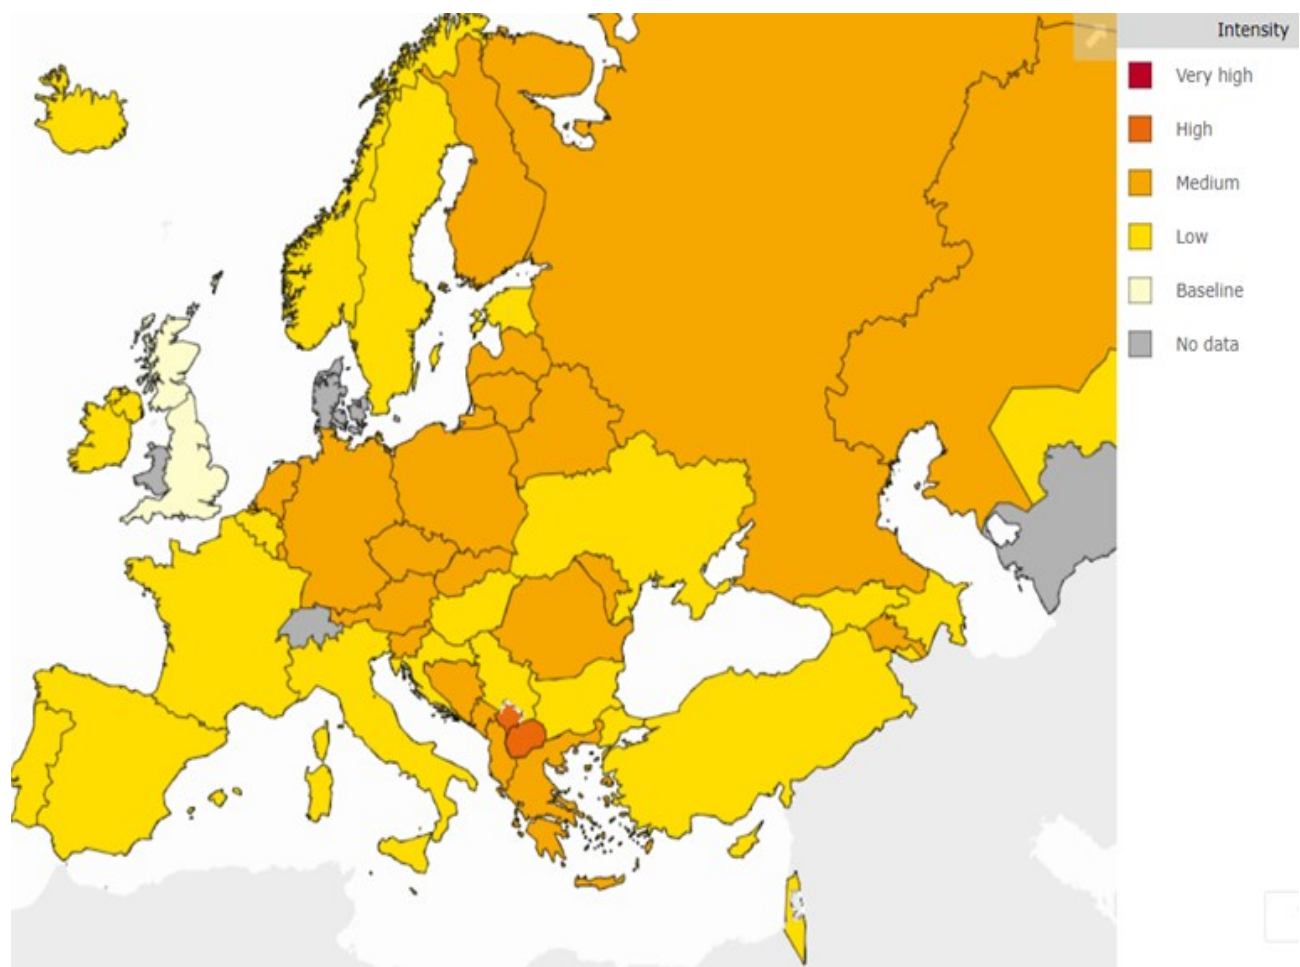 Intensity
Very high
High
Medium
Low
Baseline
No data